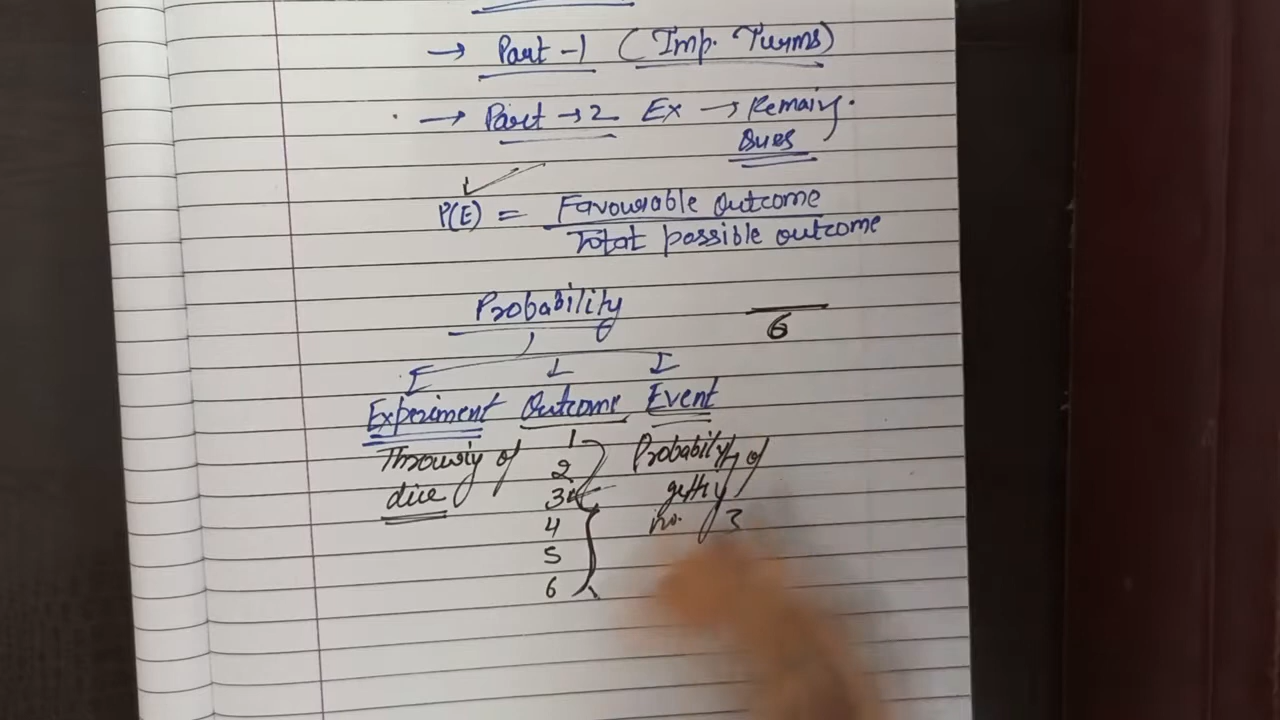 → Part-1 (Imp. Terms)
→ Part → 2 Ex → Remaing.
Ques
P(E) = Favourable outcome
Total possible outcome
Probability
6
Experiment Outcome Event
Throwing of dice
1
2
3
4
5
6
Probability of
getting
no. 3